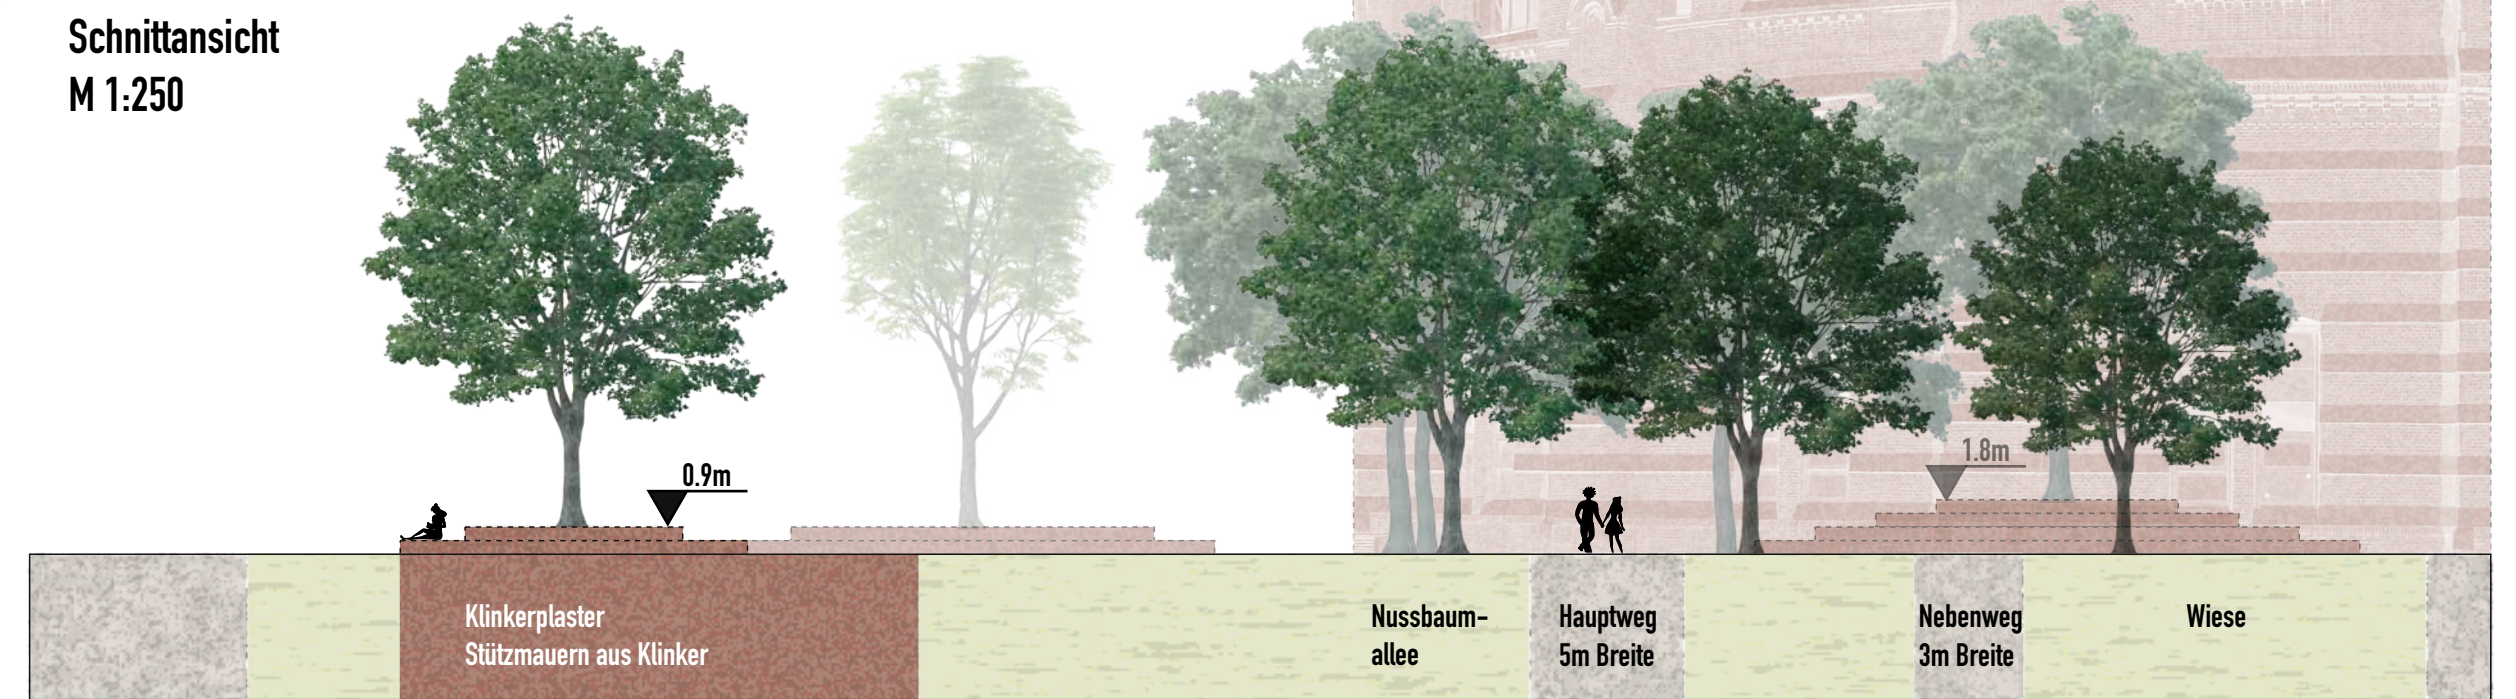 Schnittansicht
M 1:250
0.9m
1.8m
Klinkerplaster
Stützmauern aus Klinker
Nussbaum-
allee
Hauptweg
5m Breite
Nebenweg
3m Breite
Wiese